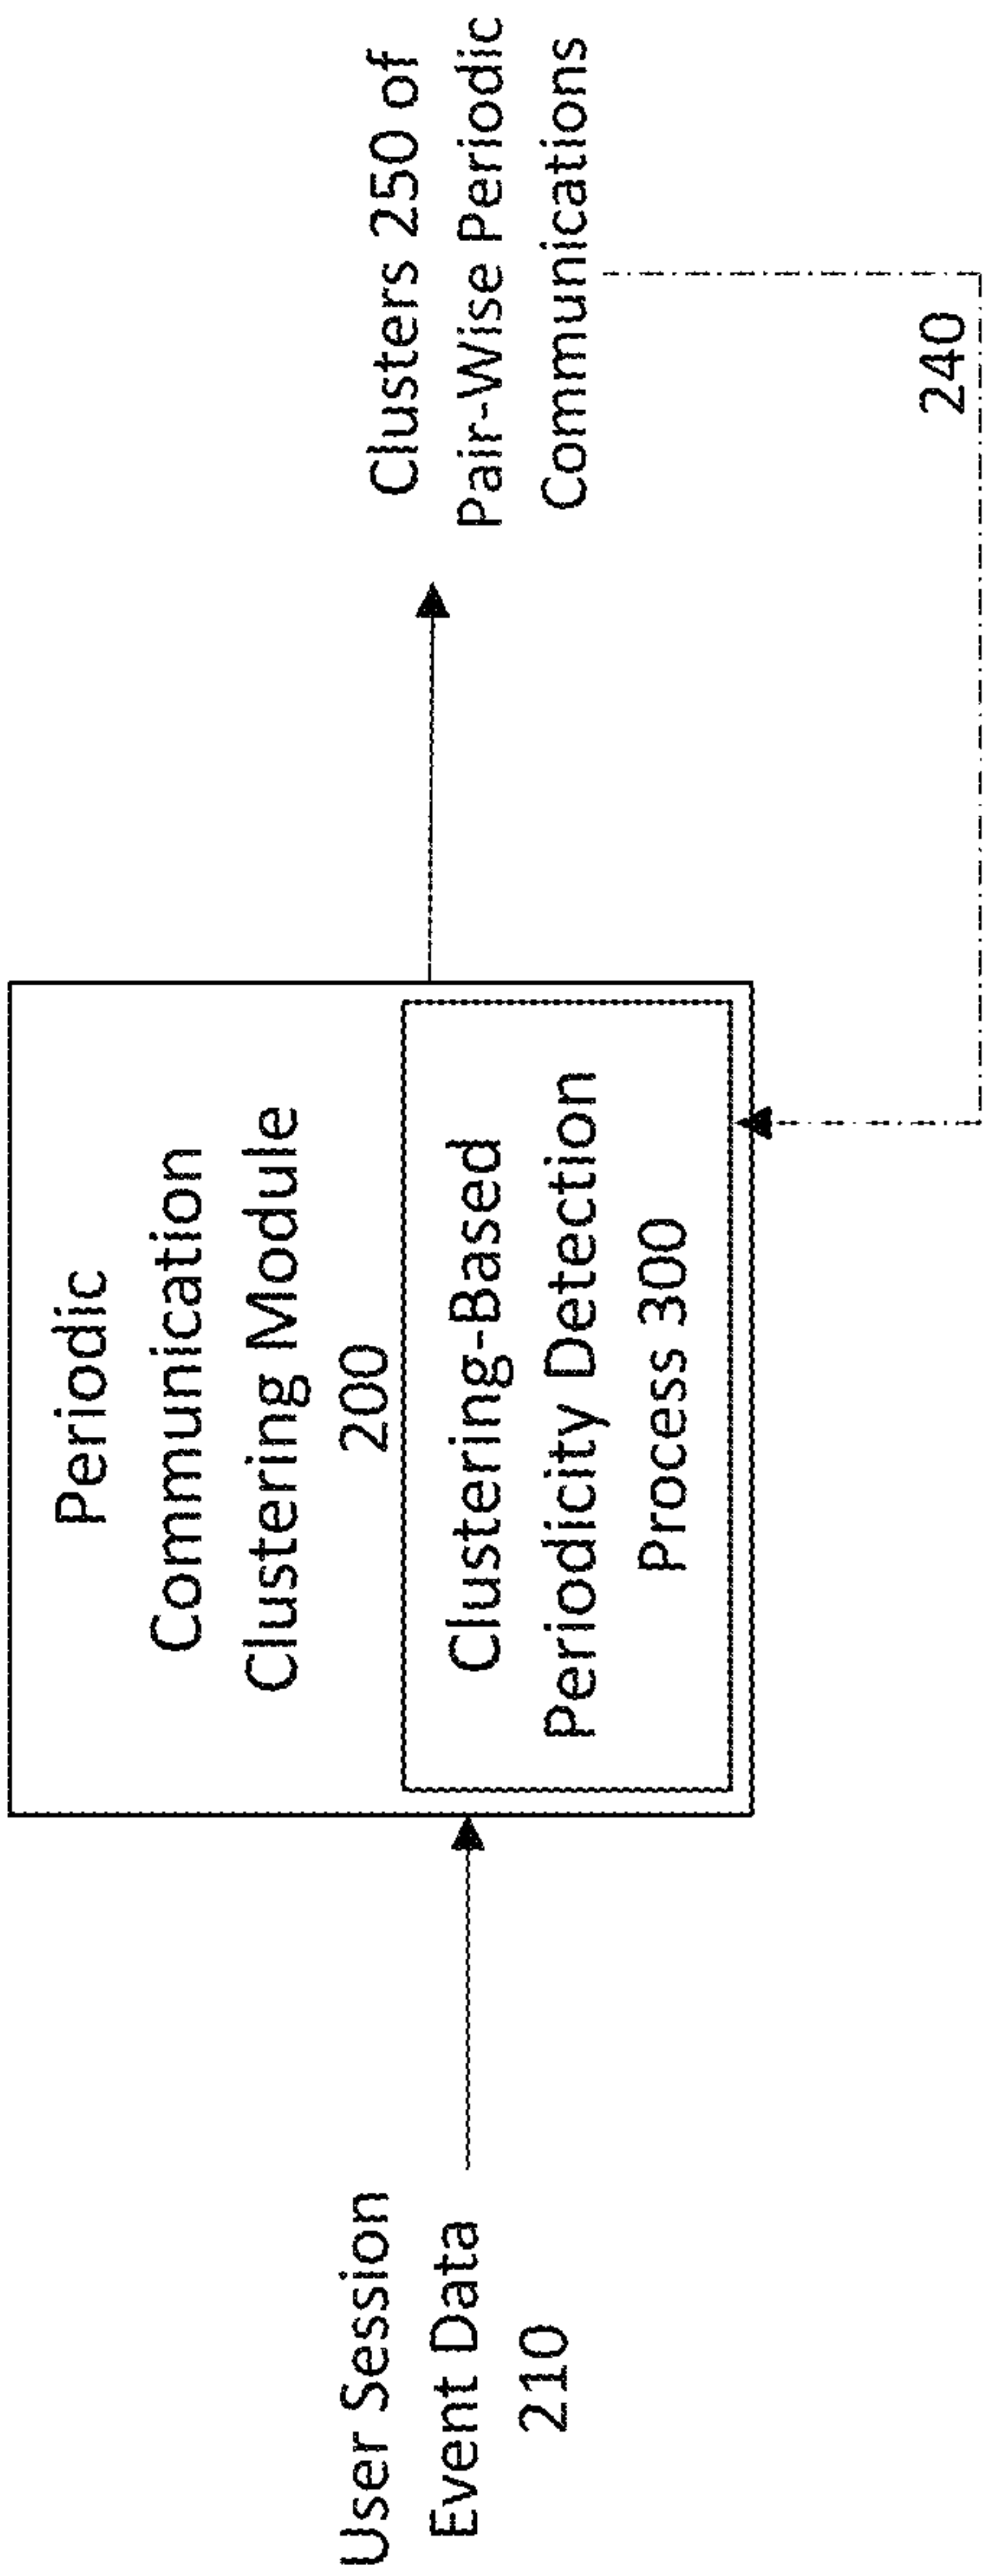 User Session
Event Data
210
Periodic
Communication
Clustering Module
200
Clustering-Based
Periodicity Detection
Process 300
Clusters 250 of
Pair-Wise Periodic
Communications
240